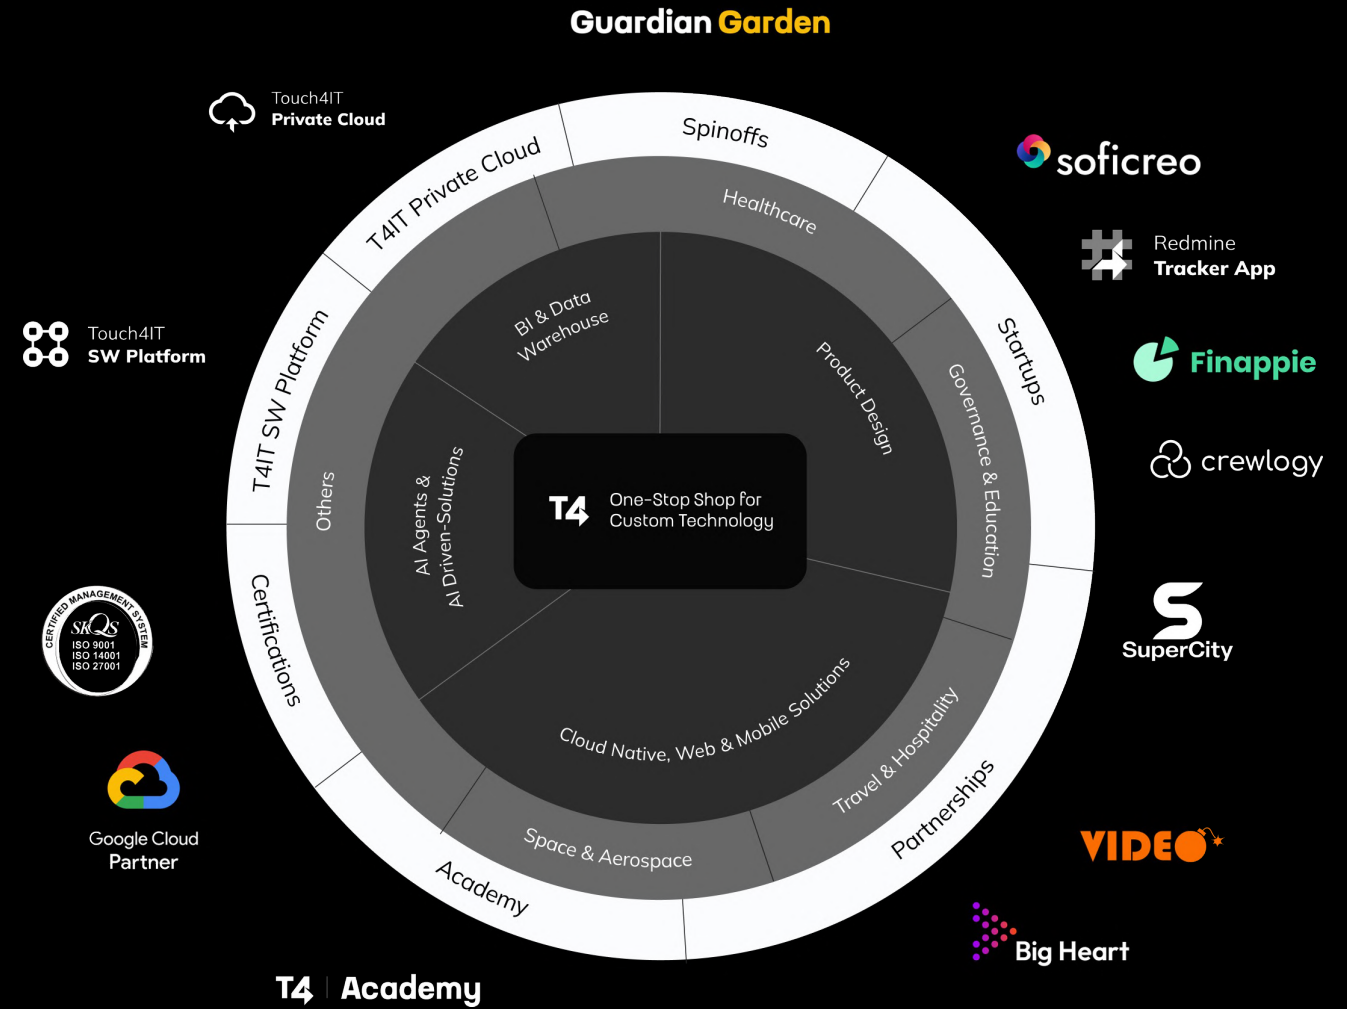 Guardian Garden
Touch4IT
Private Cloud
Touch4IT
SW Platform
CERTIFIED MANAGEMENT SYSTEM
SKQS
ISO 9001
ISO 14001
ISO 27001
Google Cloud
Partner
T4 | Academy
T4IT Private Cloud
Spinoffs
Startups
Partnerships
Academy
Certifications
T4IT SW Platform
Healthcare
Governance & Education
Travel & Hospitality
Space & Aerospace
Others
BI & Data
Warehouse
Product Design
Cloud Native, Web & Mobile Solutions
AI Agents &
AI Driven-Solutions
T4
One-Stop Shop for
Custom Technology
soficreo
Redmine
Tracker App
Finappie
crewlogy
S
SuperCity
VIDEO
Big Heart